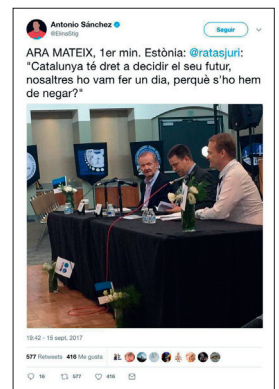 Antonio Sánchez
@ElinaStig
Seguir
ARA MATEIX, 1er min. Estònia: @ratasjuri:
"Catalunya té dret a decidir el seu futur,
nosaltres ho vam fer un dia, perquè s'ho hem
de negar?"
19:42 - 15 sept. 2017
577 Retweets 416 Me gusta
16 577 416